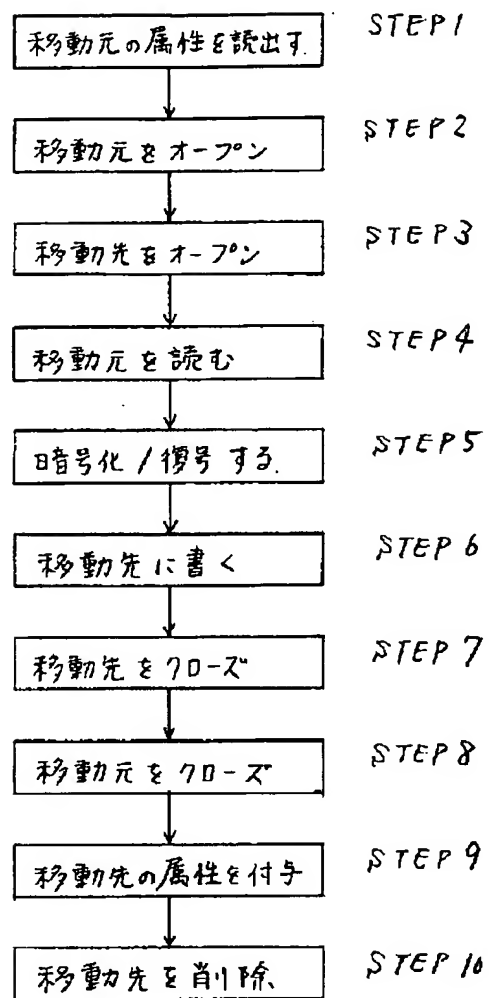 移動元の属性を読出す. STEP1
移動元をオープン STEP2
移動先をオープン STEP3
移動元を読む STEP4
暗号化/復号する. STEP5
移動先に書く STEP6
移動先をクローズ STEP7
移動元をクローズ STEP8
移動先の属性を付与 STEP9
移動先を削除 STEP10